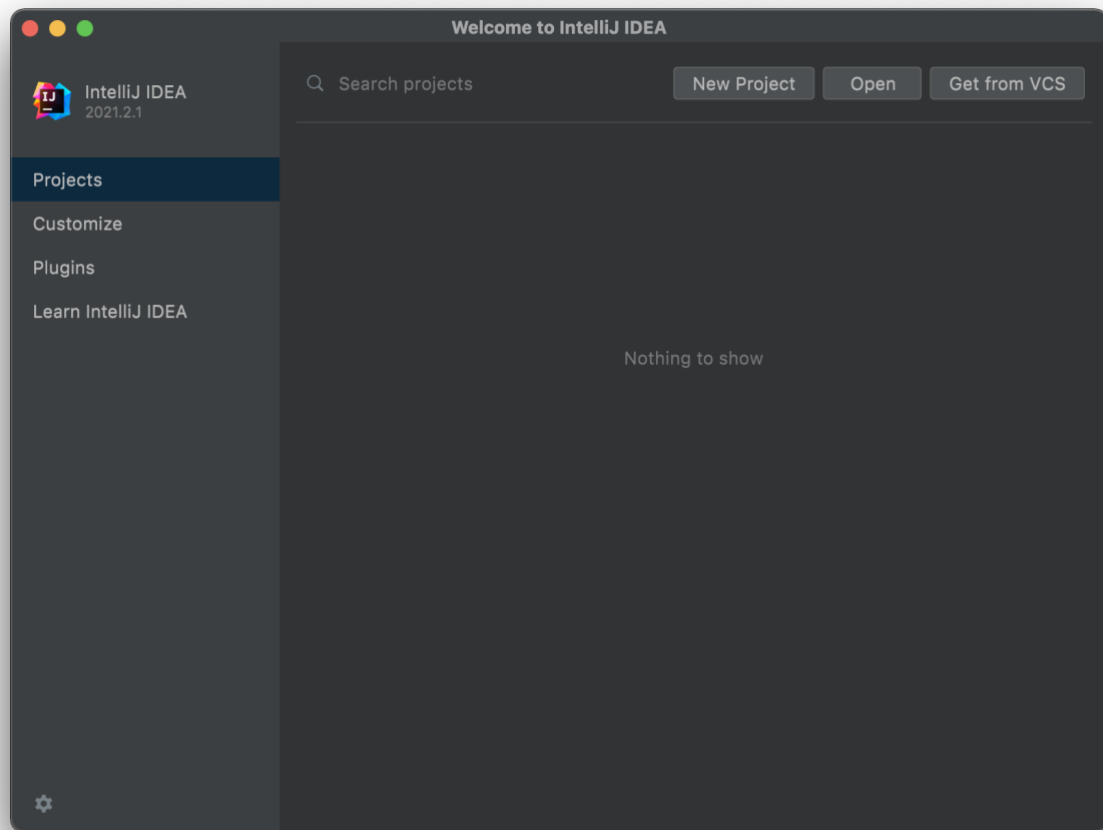 Welcome to IntelliJ IDEA
IJ
IntelliJ IDEA
2021.2.1
Search projects
New Project
Open
Get from VCS
Projects
Customize
Plugins
Learn IntelliJ IDEA
Nothing to show